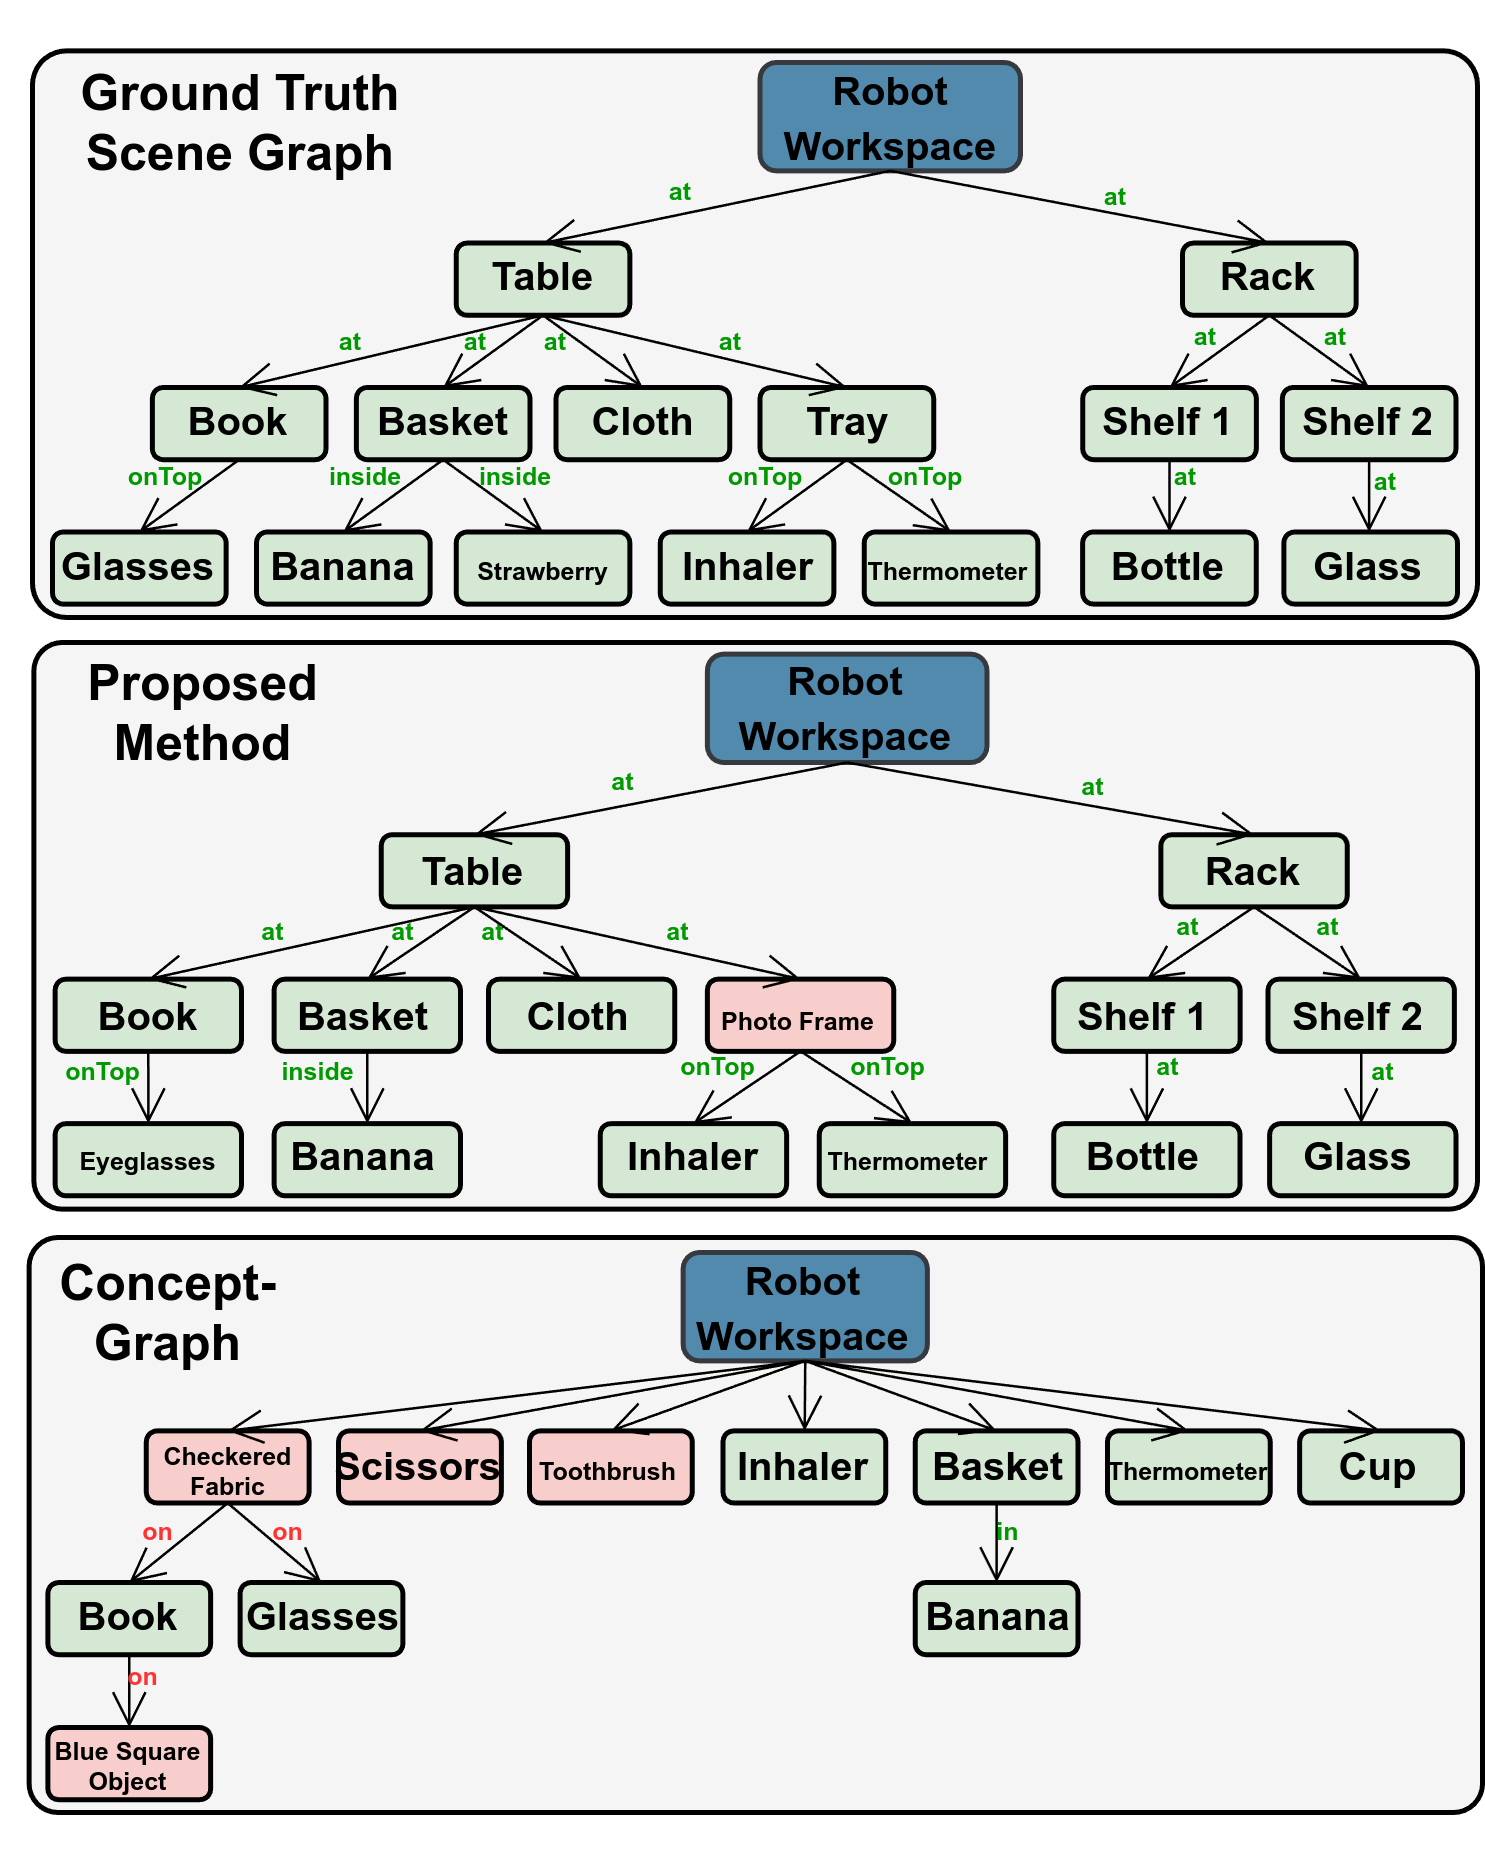 Ground Truth
Scene Graph
Robot
Workspace
at
at
Table
Rack
at
at
at
at
at
at
Book
Basket
Cloth
Tray
Shelf 1
Shelf 2
onTop
inside
inside
onTop
onTop
at
at
Glasses
Banana
Strawberry
Inhaler
Thermometer
Bottle
Glass
Proposed
Method
Robot
Workspace
at
at
Table
Rack
at
at
at
at
at
at
Book
Basket
Cloth
Photo Frame
Shelf 1
Shelf 2
onTop
inside
onTop
onTop
at
at
Eyeglasses
Banana
Inhaler
Thermometer
Bottle
Glass
Concept-
Graph
Robot
Workspace
Checkered
Fabric
Scissors
Toothbrush
Inhaler
Basket
Thermometer
Cup
on
on
in
Book
Glasses
Banana
on
Blue Square
Object